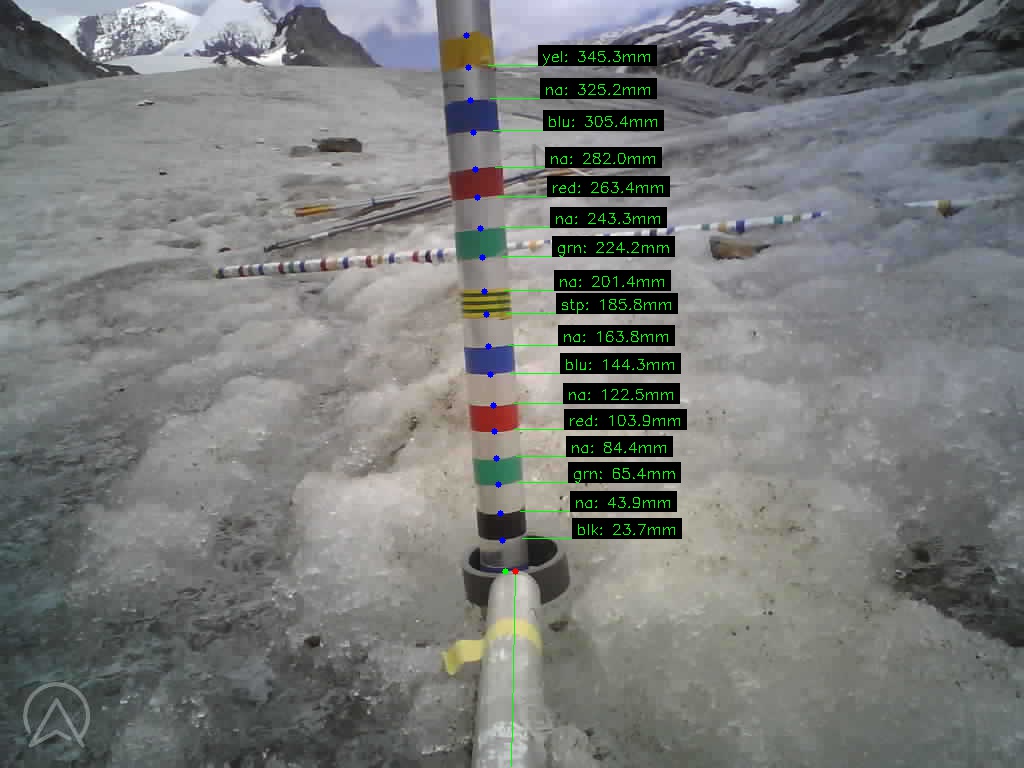 yel: 345.3mm
na: 325.2mm
blu: 305.4mm
na: 282.0mm
red: 263.4mm
na: 243.3mm
grn: 224.2mm
na: 201.4mm
stp: 185.8mm
na: 163.8mm
blu: 144.3mm
na: 122.5mm
red: 103.9mm
na: 84.4mm
grn: 65.4mm
na: 43.9mm
blk: 23.7mm